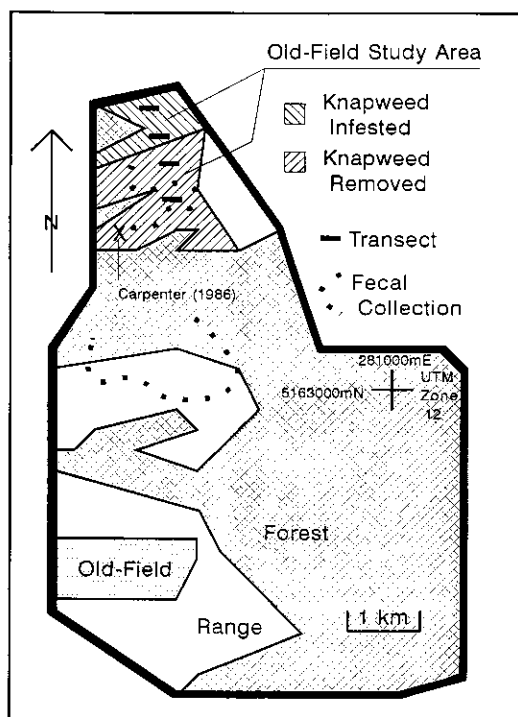 Old-Field Study Area
Knapweed
Infested
Knapweed
Removed
N
Transect
X
Carpenter (1986)
Fecal
Collection
281000mE
5163000mN
UTM
Zone
12
Forest
Old-Field
Range
1 km